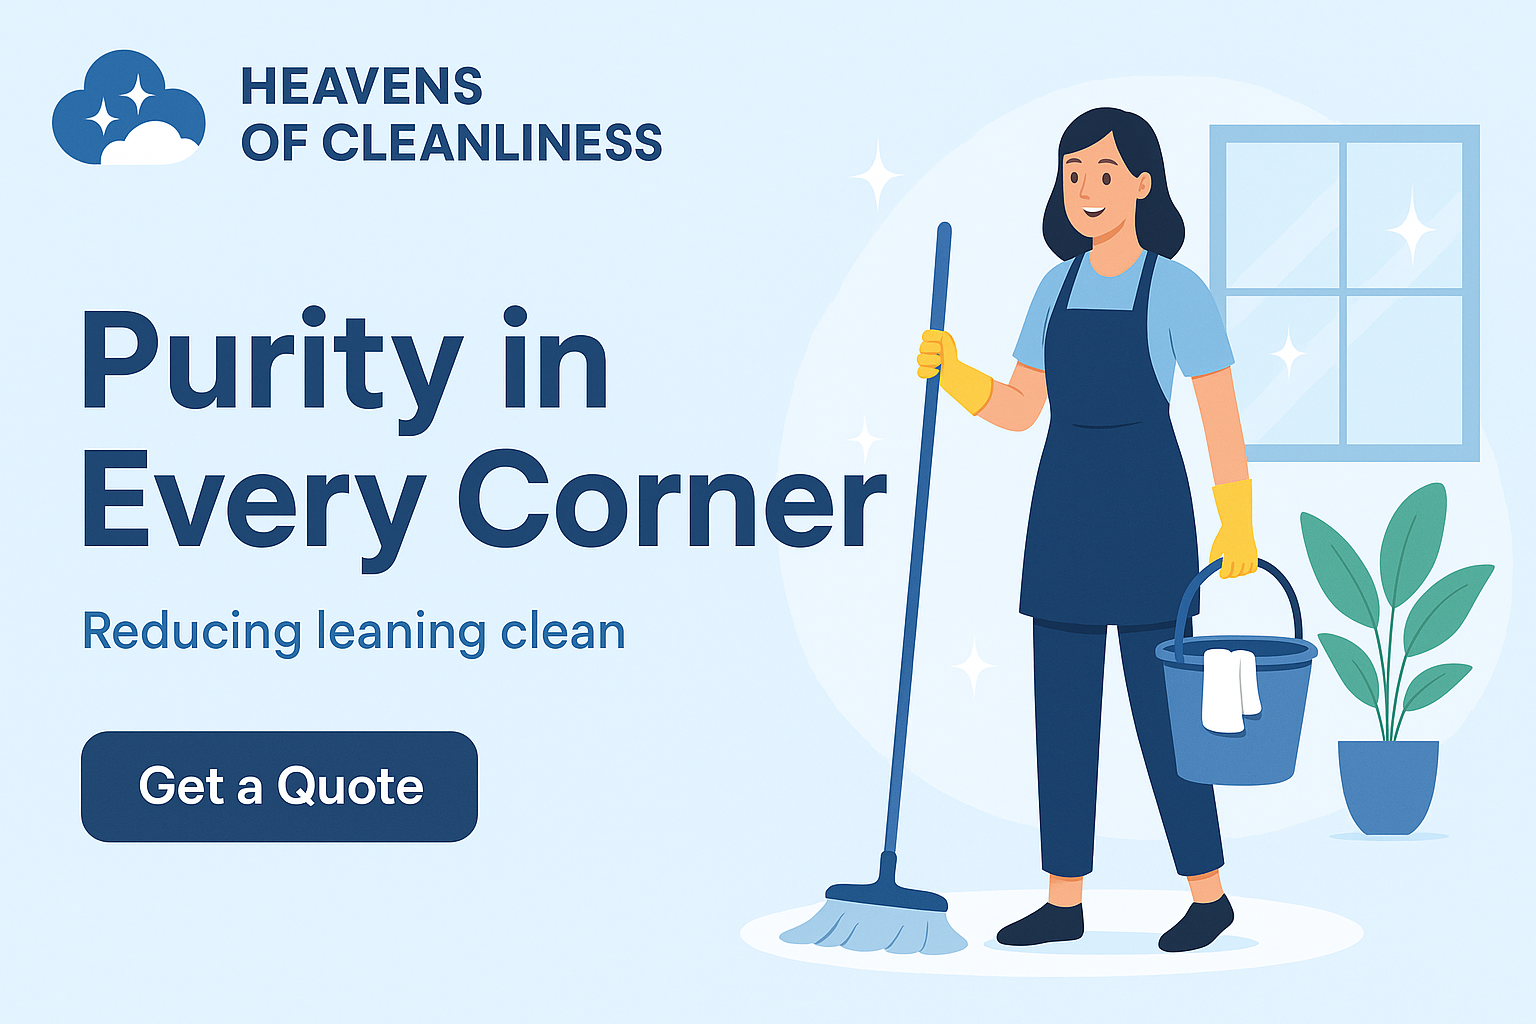 HEAVENS
OF CLEANLINESS
Purity in
Every Corner
Reducing leaning clean
Get a Quote